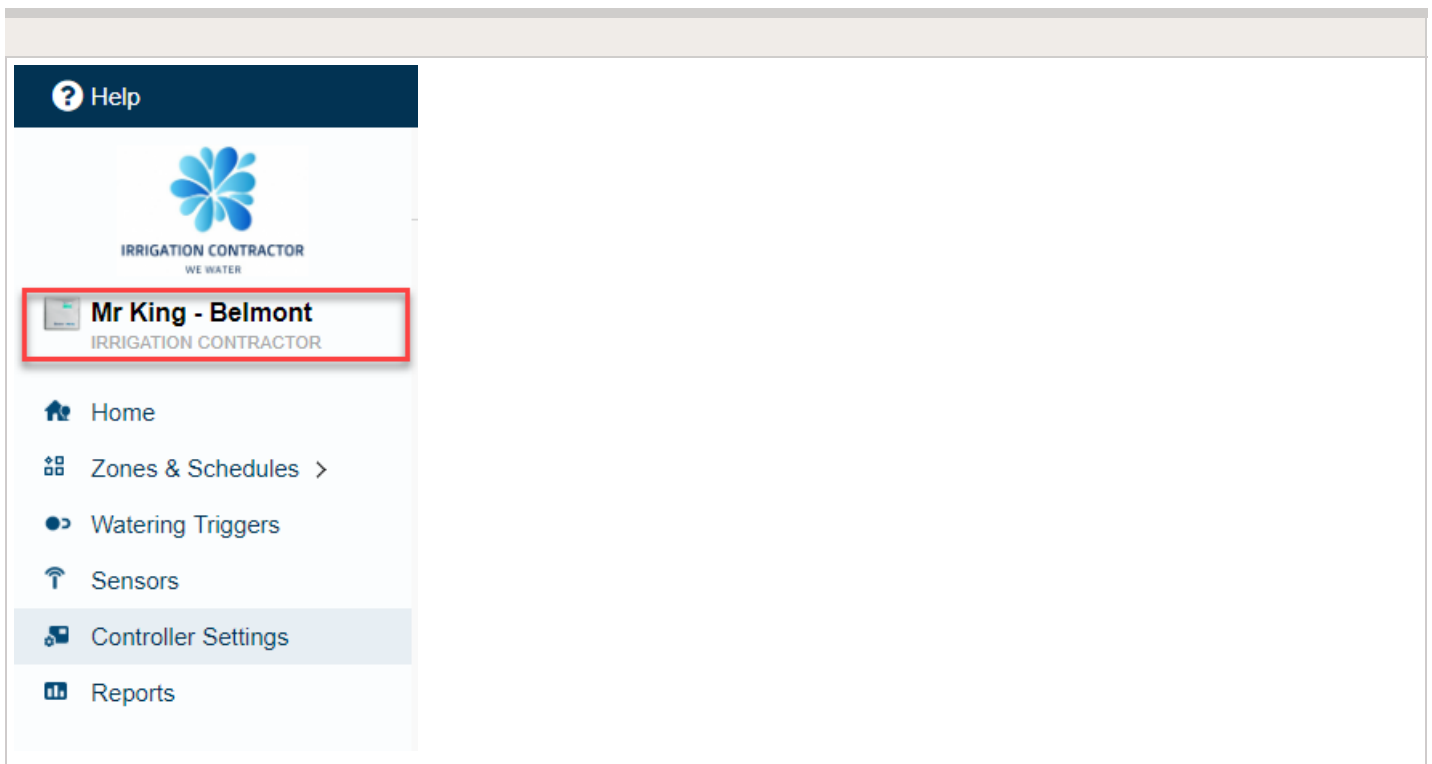 Help
IRRIGATION CONTRACTOR
WE WATER
Mr King - Belmont
IRRIGATION CONTRACTOR
Home
Zones & Schedules >
Watering Triggers
Sensors
Controller Settings
Reports